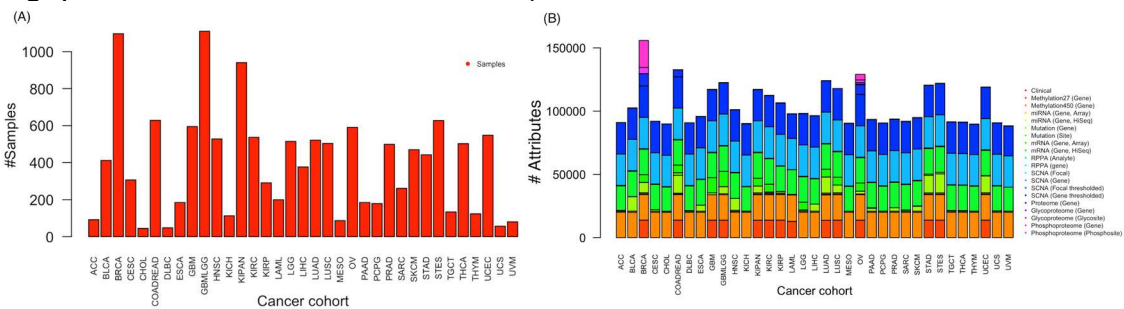 (A)
#Samples
1000
800
600
400
200
0
Samples
ACC
BLCA
BRCA
CESC
CHOL
COADREAD
DLBC
ESCA
GBM
GBMLGG
HNSC
KICH
KIPAN
KIRC
KIRP
LAML
LGG
LIHC
LUAD
LUSC
MESO
OV
PAAD
PCPG
PRAD
SARC
SKCM
STAD
STES
TGCT
THCA
THYM
UCEC
UCS
UVM
Cancer cohort
(B)
# Attributes
150000
100000
50000
0
ACC
BLCA
BRCA
CESC
CHOL
COADREAD
DLBC
ESCA
GBM
GBMLGG
HNSC
KICH
KIPAN
KIRC
KIRP
LAML
LGG
LIHC
LUAD
LUSC
MESO
OV
PAAD
PCPG
PRAD
SARC
SKCM
STAD
STES
TGCT
THCA
THYM
UCEC
UCS
UVM
Cancer cohort
Clinical
Methylation27 (Gene)
Methylation450 (Gene)
miRNA (Gene, Array)
miRNA (Gene, HiSeq)
Mutation (Gene)
Mutation (Site)
mRNA (Gene, Array)
mRNA (Gene, HiSeq)
RPPA (Analyte)
RPPA (gene)
SCNA (Focal)
SCNA (Gene)
SCNA (Focal thresholded)
SCNA (Gene thresholded)
Proteome (Gene)
Glycoproteome (Gene)
Glycoproteome (Glycosite)
Phosphoproteome (Gene)
Phosphoproteome (Phosphosite)